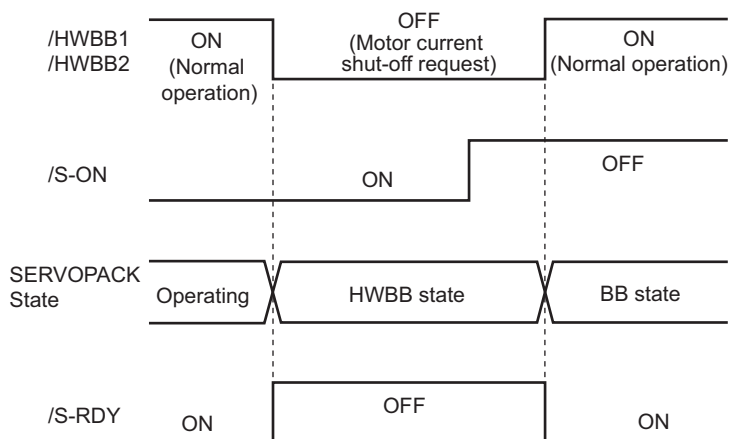 /HWBB1
/HWBB2
ON
(Normal
operation)
OFF
(Motor current
shut-off request)
ON
(Normal operation)
/S-ON
ON
OFF
SERVOPACK
State
Operating
HWBB state
BB state
/S-RDY
ON
OFF
ON